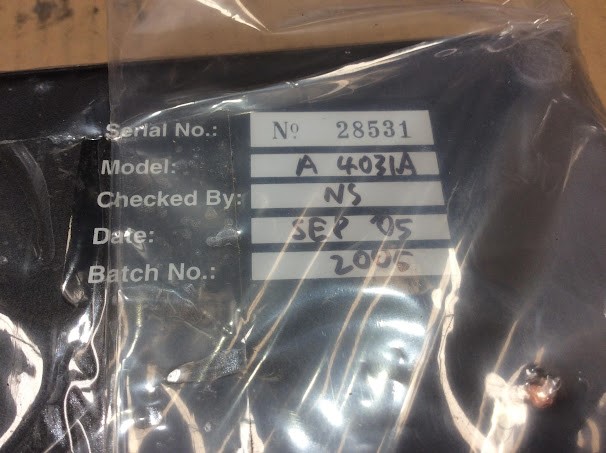 Serial No.: Nº 28531
Model: A 4031A
Checked By: NS
Date: SEP '05
Batch No.: 2005